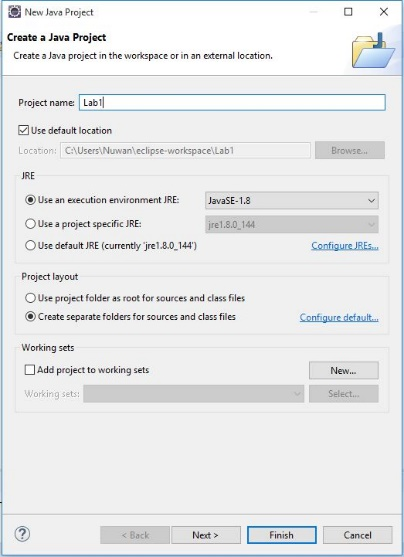 New Java Project
Create a Java Project
Create a Java project in the workspace or in an external location.
Project name: Lab1
Use default location
Location: C:\Users\Nuwan\eclipse-workspace\Lab1 Browse...
JRE
Use an execution environment JRE: JavaSE-1.8
Use a project specific JRE: jre1.8.0_144
Use default JRE (currently 'jre1.8.0_144') Configure JREs...
Project layout
Use project folder as root for sources and class files
Create separate folders for sources and class files Configure default...
Working sets
Add project to working sets New...
Working sets: Select...
? < Back Next > Finish Cancel